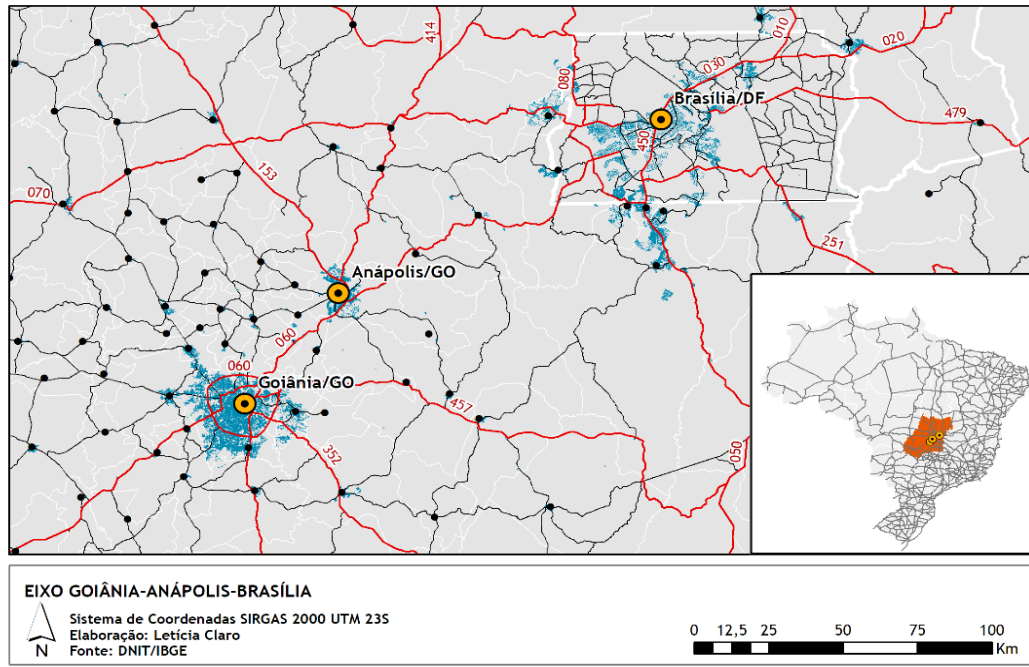 414
010
020
030
080
Brasília/DF
479
450
153
070
251
Anápolis/GO
060
060
Goiânia/GO
457
352
050
EIXO GOIÂNIA-ANÁPOLIS-BRASÍLIA
Sistema de Coordenadas SIRGAS 2000 UTM 23S
Elaboração: Letícia Claro
N Fonte: DNIT/IBGE
0 12,5 25 50 75 100
Km